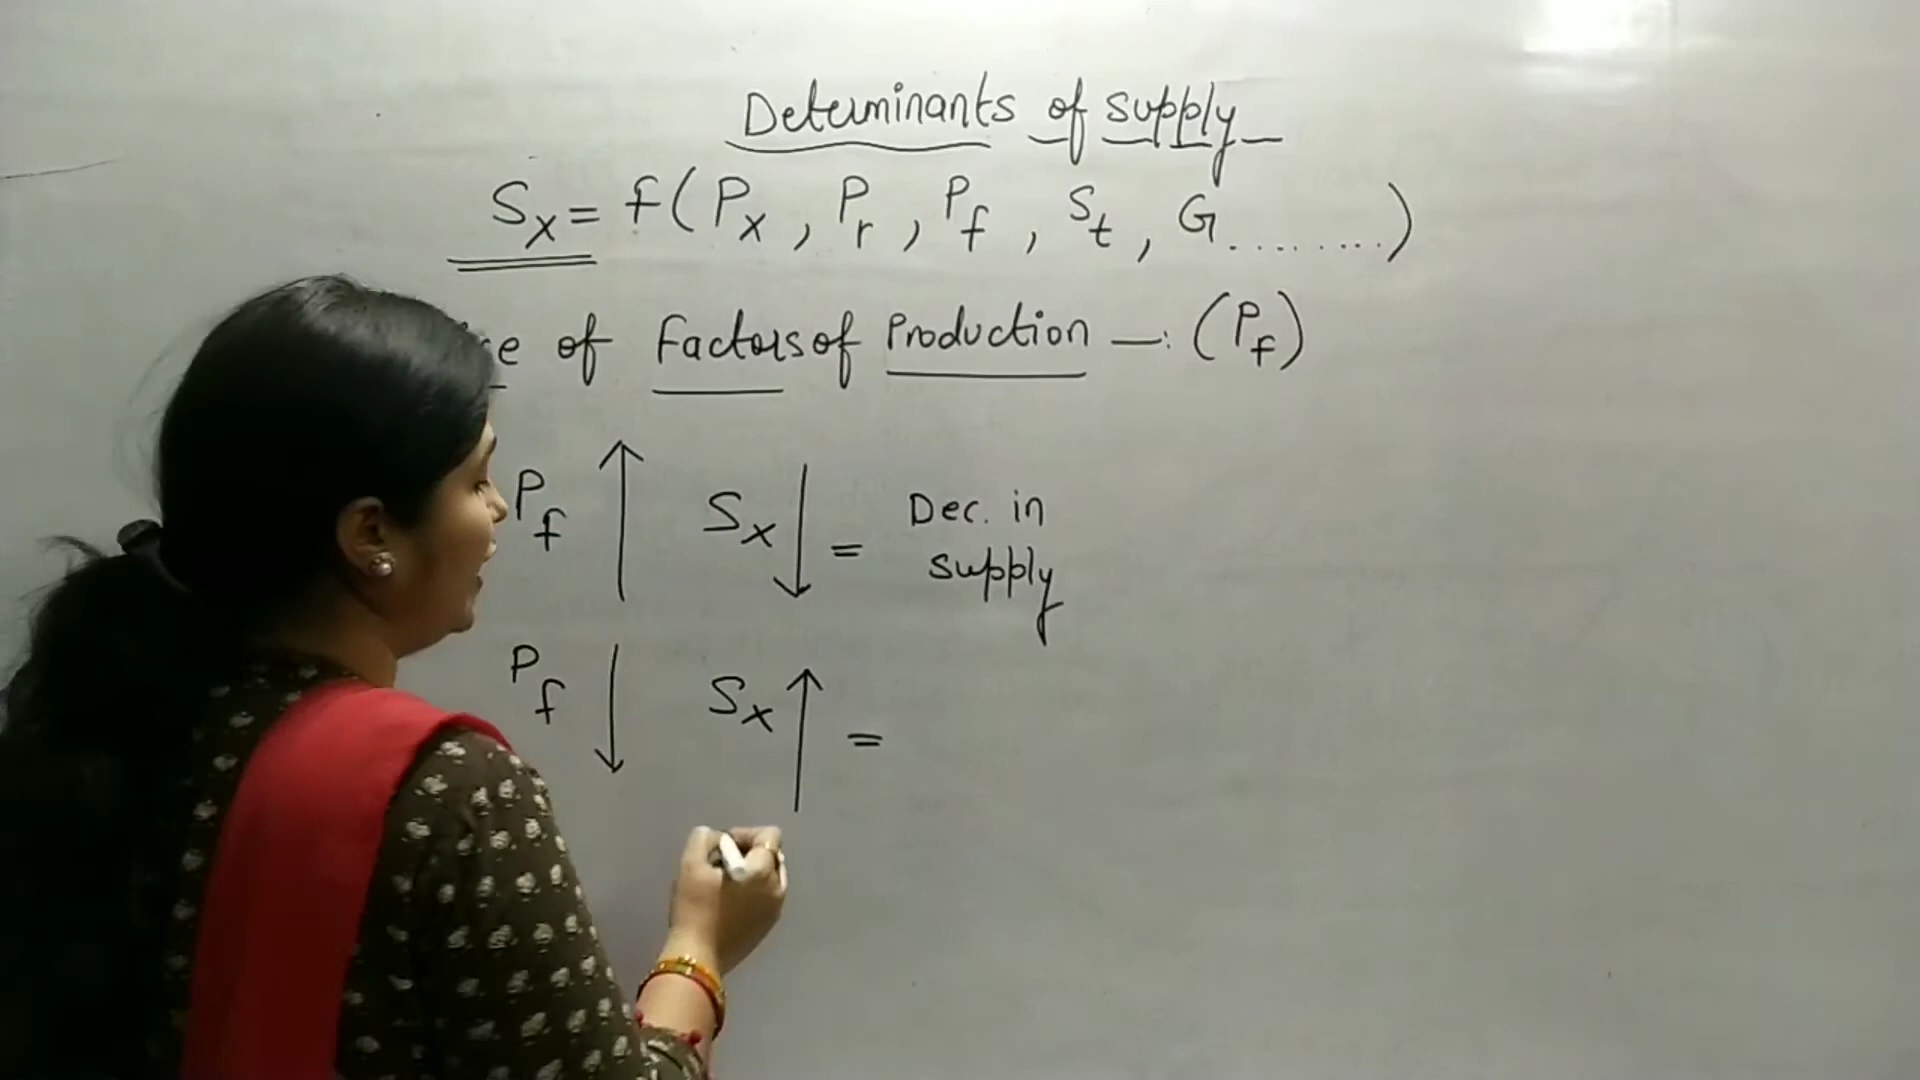 Determinants of supply
Sx = f(Px, Pr, Pf, St, G........)
of Factors of Production —: (Pf)
Pf ↑ Sx ↓ = Dec. in
supply
Pf ↓ Sx ↑ =